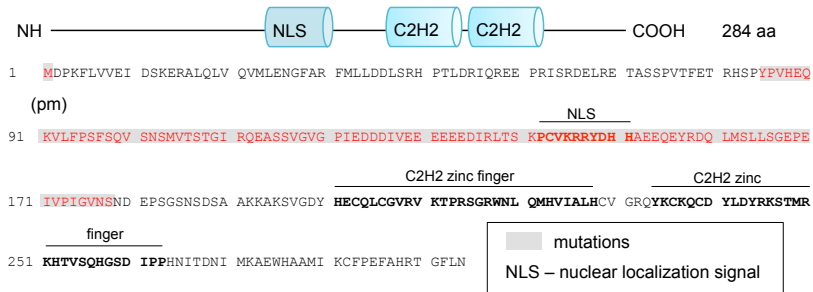 NH NLS C2H2 C2H2 COOH 284 aa
1 MDPKFLVVEI DSKERALQLV QVMLENGFAR FMLLDDLSRH PTLDRIQREE PRISRDELRE TASSPVTFET RHSPYPVHEQ
(pm) NLS
91 KVLFPSFSQV SNSMVTSTGI RQEASSVGVG PIEDDDIVEE EEEEDIRLTS KPCVKRRYDH HAEEQEYRDQ LMSLLSGEPE
C2H2 zinc finger C2H2 zinc
171 IVPIGVNSND EPSGSNSDSA AKKAKSVGDY HECQLCGVRV KTPRSGRWNL QMHVIALHCV GRQYKCKQCD YLDYRKSTMR
finger
251 KHTVSQHGSD IPPHNITDNI MKAEWHAAMI KCFPEFAHRT GFLN
mutations
NLS – nuclear localization signal